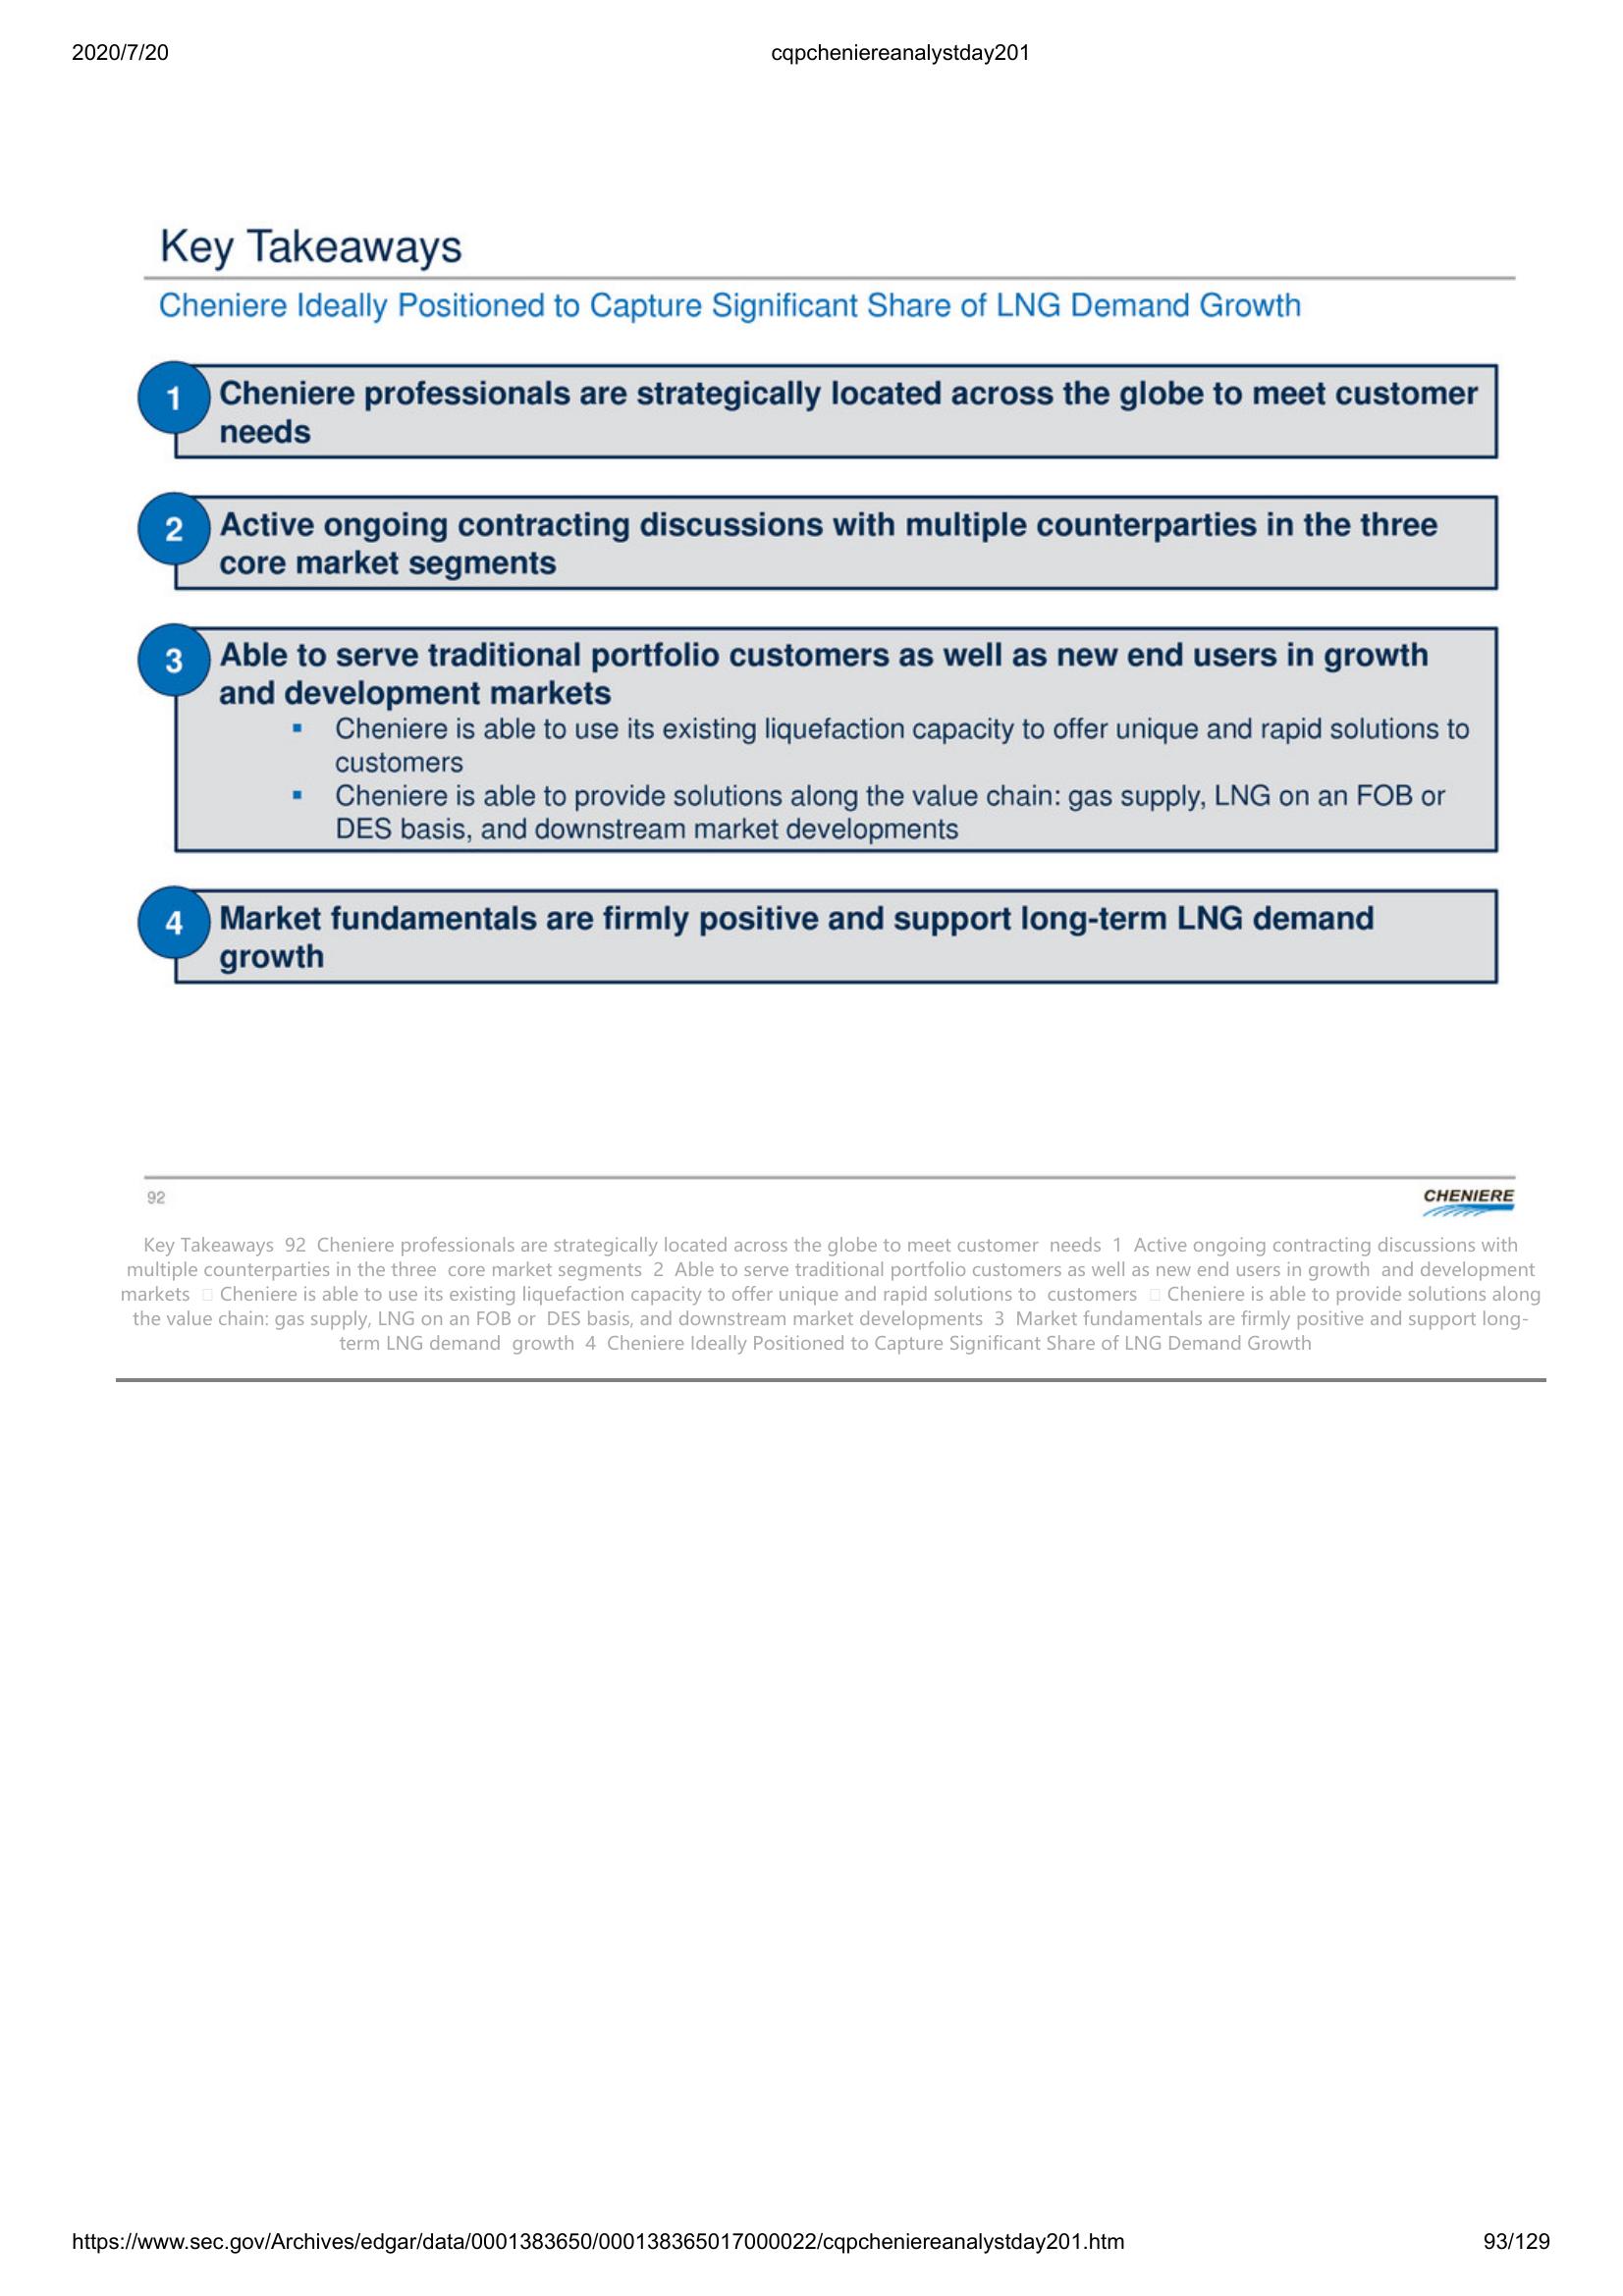 2020/7/20 cqpcheniereanalystday201
Key Takeaways
Cheniere Ideally Positioned to Capture Significant Share of LNG Demand Growth
1 Cheniere professionals are strategically located across the globe to meet customer
needs
2 Active ongoing contracting discussions with multiple counterparties in the three
core market segments
3 Able to serve traditional portfolio customers as well as new end users in growth
and development markets
▪ Cheniere is able to use its existing liquefaction capacity to offer unique and rapid solutions to
customers
▪ Cheniere is able to provide solutions along the value chain: gas supply, LNG on an FOB or
DES basis, and downstream market developments
4 Market fundamentals are firmly positive and support long-term LNG demand
growth
92 CHENIERE
Key Takeaways 92 Cheniere professionals are strategically located across the globe to meet customer needs 1 Active ongoing contracting discussions with
multiple counterparties in the three core market segments 2 Able to serve traditional portfolio customers as well as new end users in growth and development
markets □ Cheniere is able to use its existing liquefaction capacity to offer unique and rapid solutions to customers □ Cheniere is able to provide solutions along
the value chain: gas supply, LNG on an FOB or DES basis, and downstream market developments 3 Market fundamentals are firmly positive and support long-
term LNG demand growth 4 Cheniere Ideally Positioned to Capture Significant Share of LNG Demand Growth
https://www.sec.gov/Archives/edgar/data/0001383650/000138365017000022/cqpcheniereanalystday201.htm 93/129